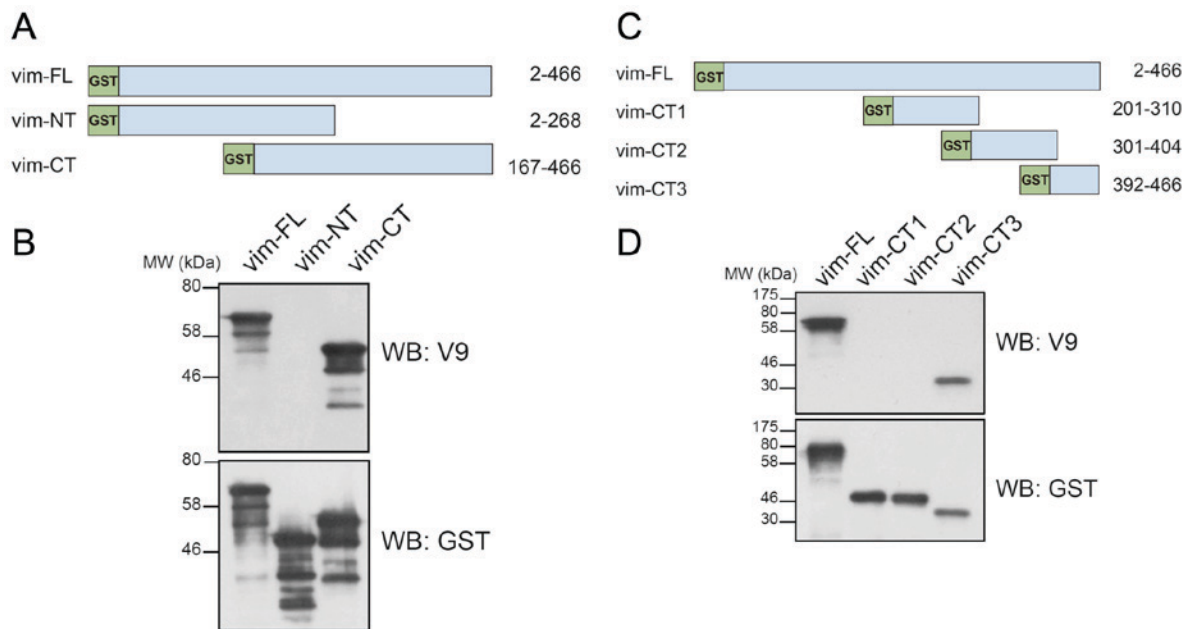 A
vim-FL GST 2-466
vim-NT GST 2-268
vim-CT GST 167-466
B
MW (kDa) vim-FL vim-NT vim-CT
80
58
46
WB: V9
80
58
46
WB: GST
C
vim-FL GST 2-466
vim-CT1 GST 201-310
vim-CT2 GST 301-404
vim-CT3 GST 392-466
D
MW (kDa) vim-FL vim-CT1 vim-CT2 vim-CT3
175
80
58
46
30
WB: V9
175
80
58
46
30
WB: GST